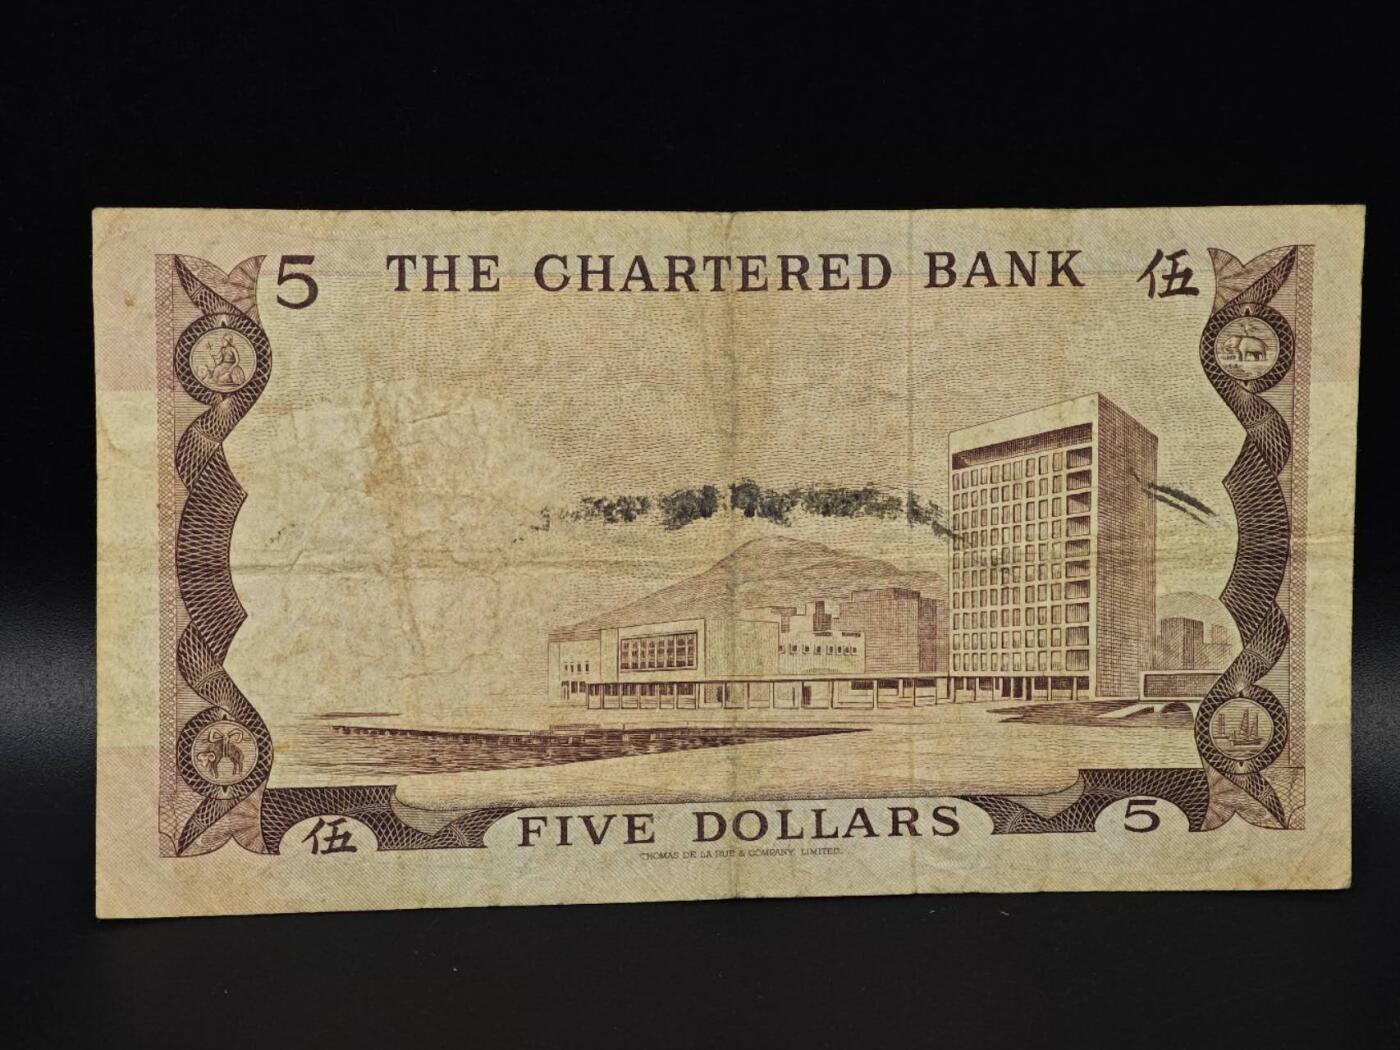 5 THE CHARTERED BANK 伍
伍 FIVE DOLLARS 5
THOMAS DE LA RUE & COMPANY, LIMITED.